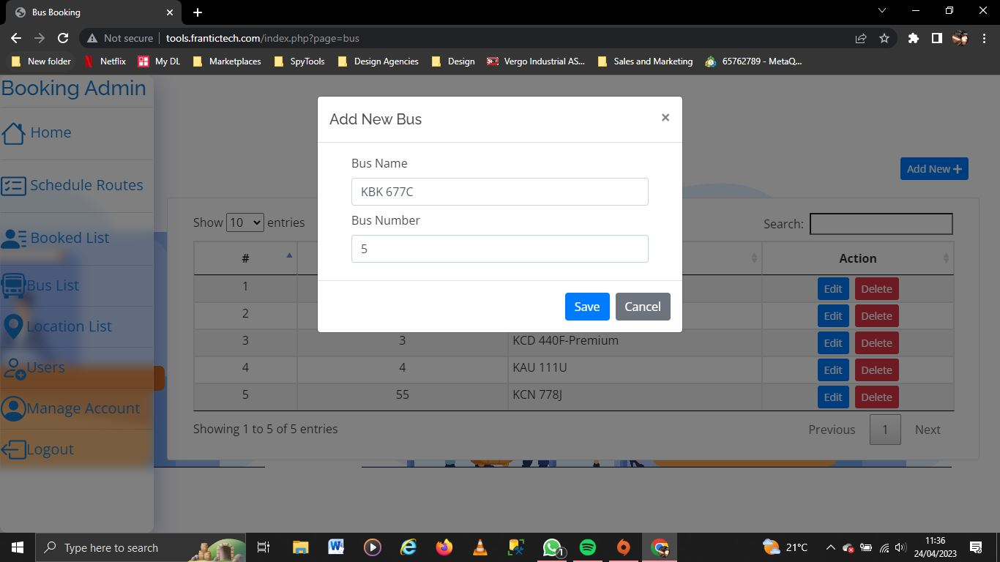 Bus Booking
Not secure tools.frantictech.com/index.php?page=bus
New folder Netflix My DL Marketplaces SpyTools Design Agencies Design Vergo Industrial AS... Sales and Marketing 65762789 - MetaQ...
Booking Admin
Home
Schedule Routes
Booked List
Bus List
Location List
Users
Manage Account
Logout
Add New Bus ×
Bus Name
KBK 677C
Bus Number
5
Save Cancel
Add New +
Show 10 entries
Search:
# Action
1 Edit Delete
2 Edit Delete
3 3 KCD 440F-Premium Edit Delete
4 4 KAU 111U Edit Delete
5 55 KCN 778J Edit Delete
Showing 1 to 5 of 5 entries
Previous 1 Next
Type here to search
1
21°C
11:36
24/04/2023